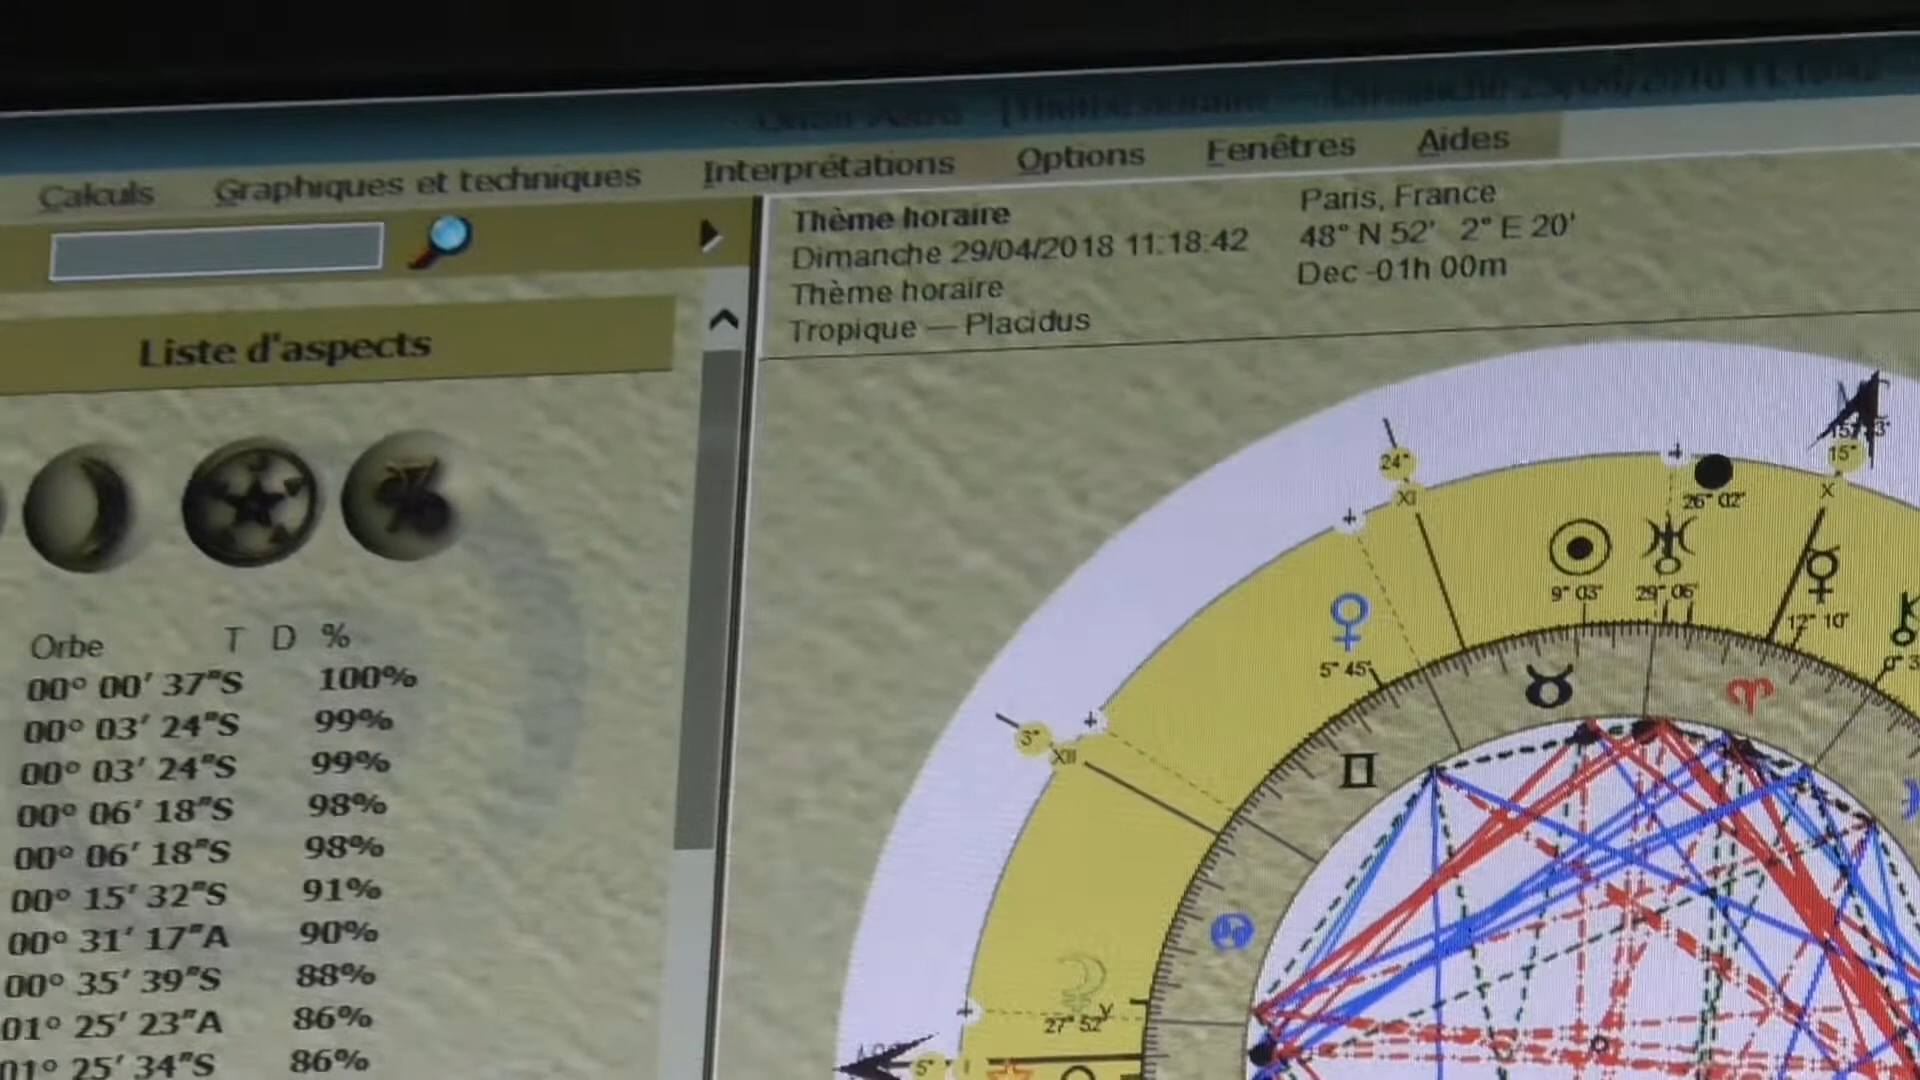 Calculs Graphiques et techniques Interprétations Options Fenêtres Aides
Thème horaire
Dimanche 29/04/2018 11:18:42
Thème horaire
Tropique — Placidus
Paris, France
48° N 52' 2° E 20'
Dec -01h 00m
Liste d'aspects
Orbe T D %
00° 00' 37"S 100%
00° 03' 24"S 99%
00° 03' 24"S 99%
00° 06' 18"S 98%
00° 06' 18"S 98%
00° 15' 32"S 91%
00° 31' 17"A 90%
00° 35' 39"S 88%
01° 25' 23"A 86%
01° 25' 34"S 86%
15°
X
24°
XI
26° 02'
9° 03'
29° 06'
12° 10'
5° 45'
3°
XII
27° 52'
5°
I